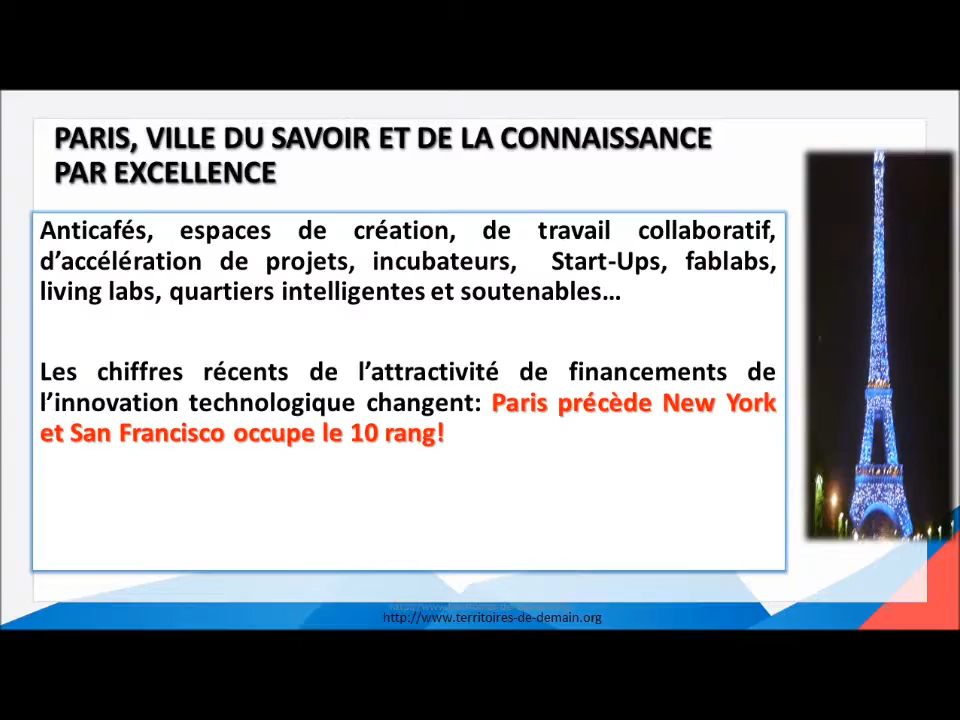 PARIS, VILLE DU SAVOIR ET DE LA CONNAISSANCE
PAR EXCELLENCE
Anticafés, espaces de création, de travail collaboratif,
d’accélération de projets, incubateurs, Start-Ups, fablabs,
living labs, quartiers intelligentes et soutenables…
Les chiffres récents de l’attractivité de financements de
l’innovation technologique changent: Paris précède New York
et San Francisco occupe le 10 rang!
http://www.territoires-de-demain.org